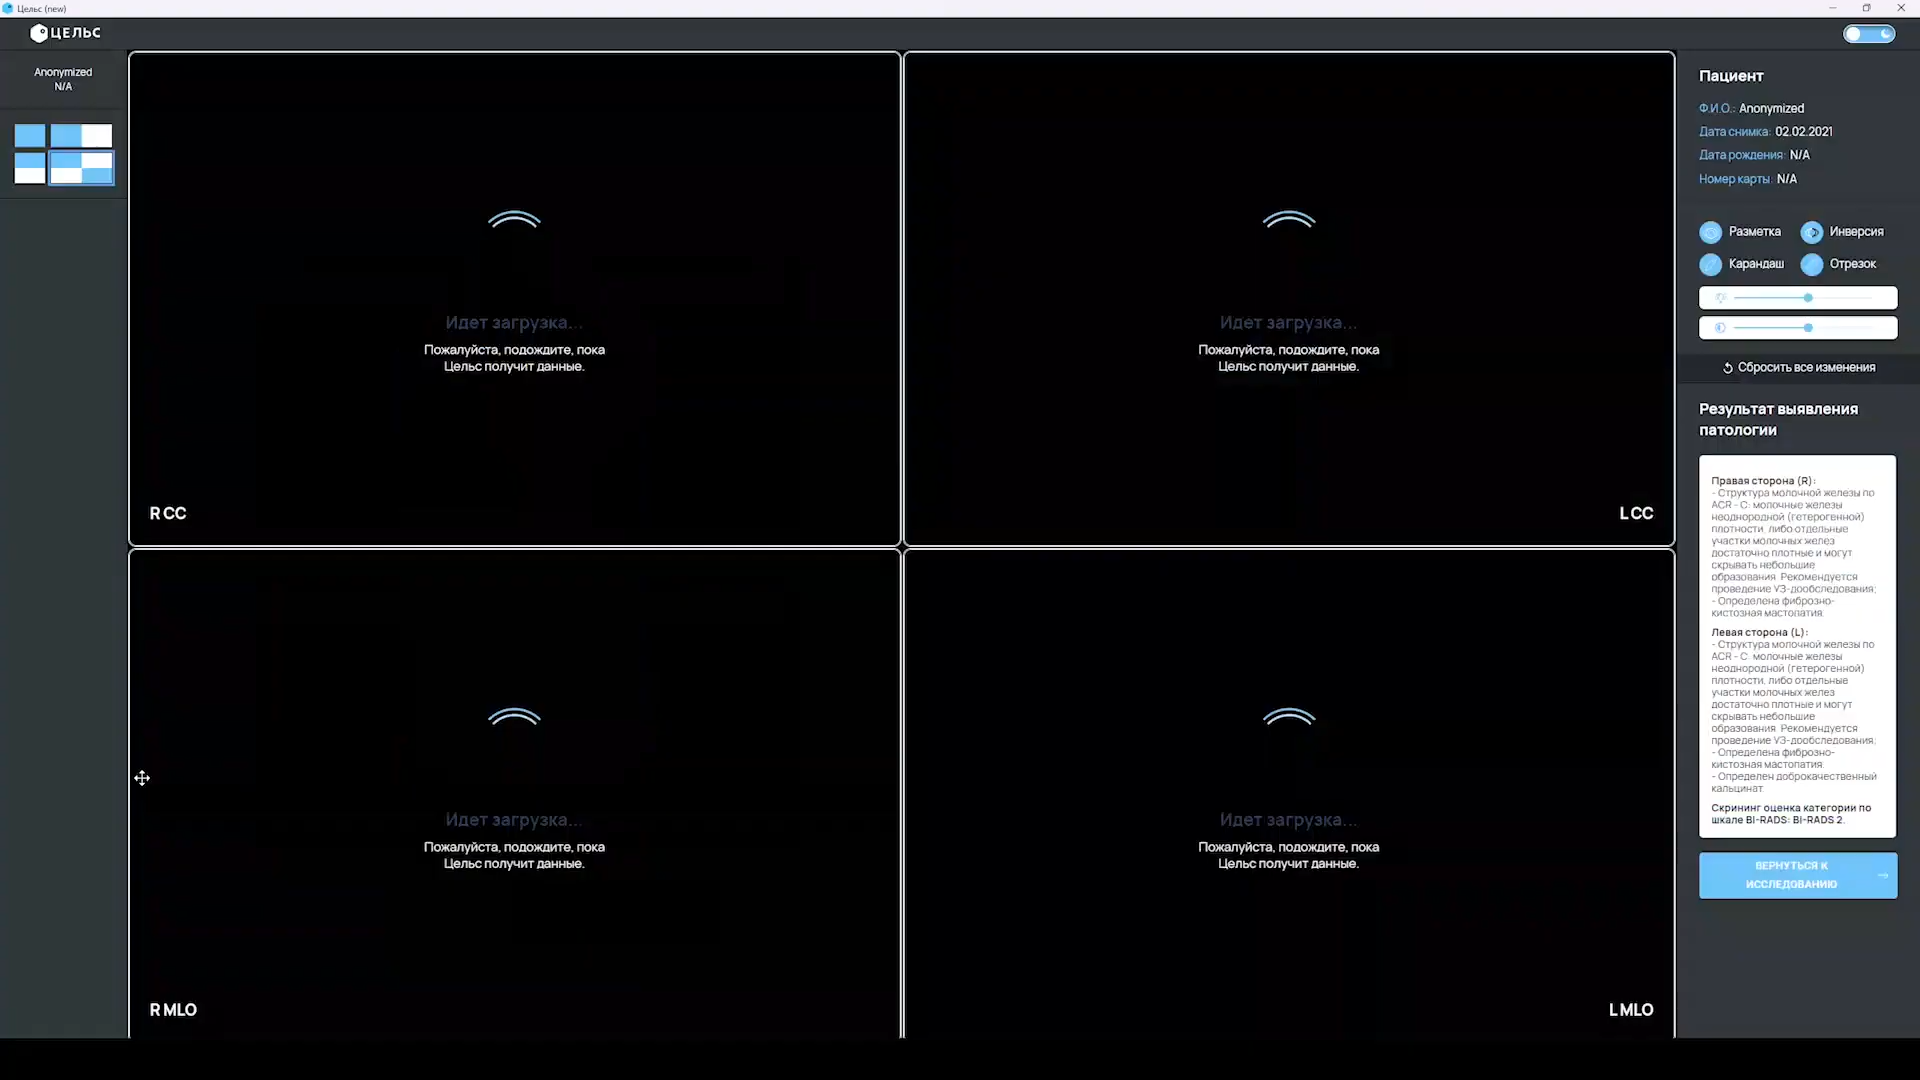 Цельс (new)
ЦЕЛЬС
Anonymized
N/A
Идет загрузка...
Пожалуйста, подождите, пока
Цельс получит данные.
R CC
Идет загрузка...
Пожалуйста, подождите, пока
Цельс получит данные.
L CC
Идет загрузка...
Пожалуйста, подождите, пока
Цельс получит данные.
R MLO
Идет загрузка...
Пожалуйста, подождите, пока
Цельс получит данные.
L MLO
Пациент
Ф.И.О.: Anonymized
Дата снимка: 02.02.2021
Дата рождения: N/A
Номер карты: N/A
Разметка
Инверсия
Карандаш
Отрезок
Сбросить все изменения
Результат выявления
патологии
Правая сторона (R):
- Структура молочной железы по
ACR - C: молочные железы
неоднородной (гетерогенной)
плотности, либо отдельные
участки молочных желез
достаточно плотные и могут
скрывать небольшие
образования. Рекомендуется
проведение УЗ-дообследования;
- Определена фиброзно-
кистозная мастопатия.
Левая сторона (L):
- Структура молочной железы по
ACR - C: молочные железы
неоднородной (гетерогенной)
плотности, либо отдельные
участки молочных желез
достаточно плотные и могут
скрывать небольшие
образования. Рекомендуется
проведение УЗ-дообследования;
- Определена фиброзно-
кистозная мастопатия.
- Определен доброкачественный
кальцинат.
Скрининг оценка категории по
шкале BI-RADS: BI-RADS 2.
ВЕРНУТЬСЯ К
ИССЛЕДОВАНИЮ